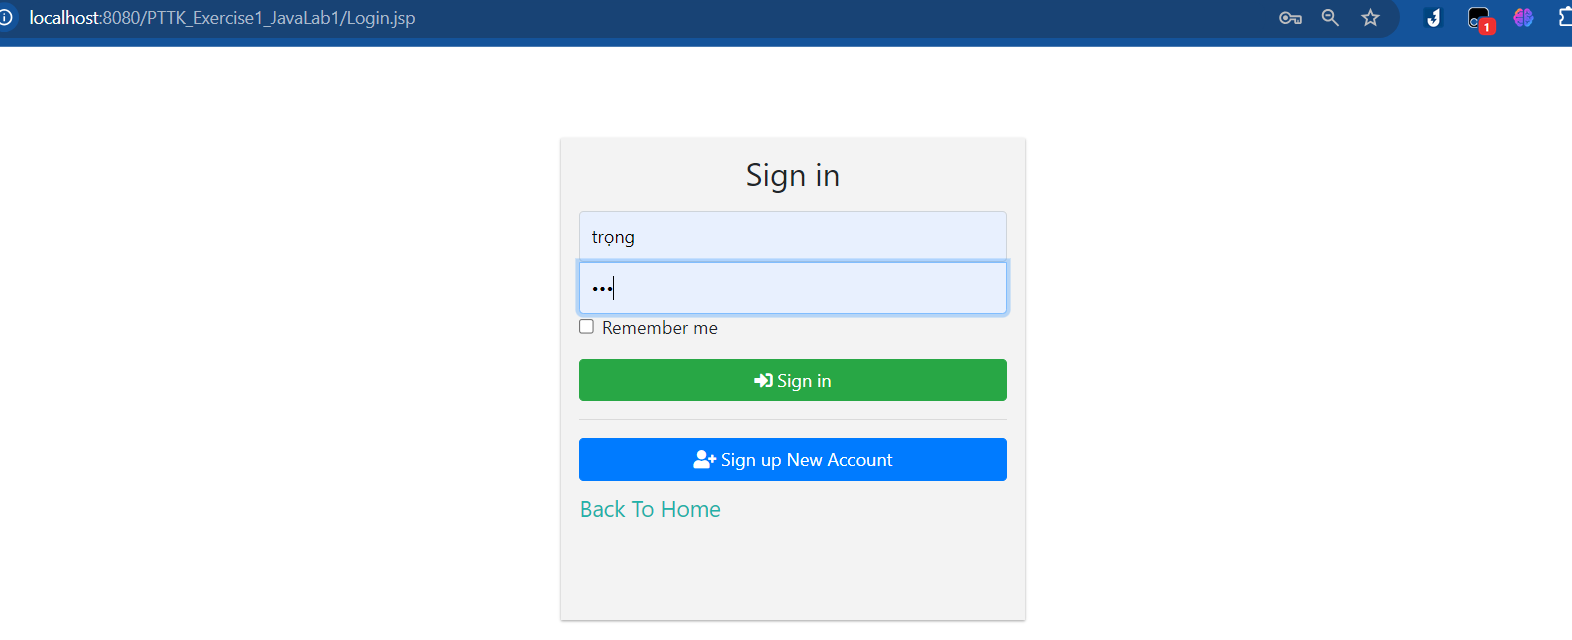 localhost:8080/PTTK_Exercise1_JavaLab1/Login.jsp
1
Sign in
trọng
•••
Remember me
Sign in
Sign up New Account
Back To Home